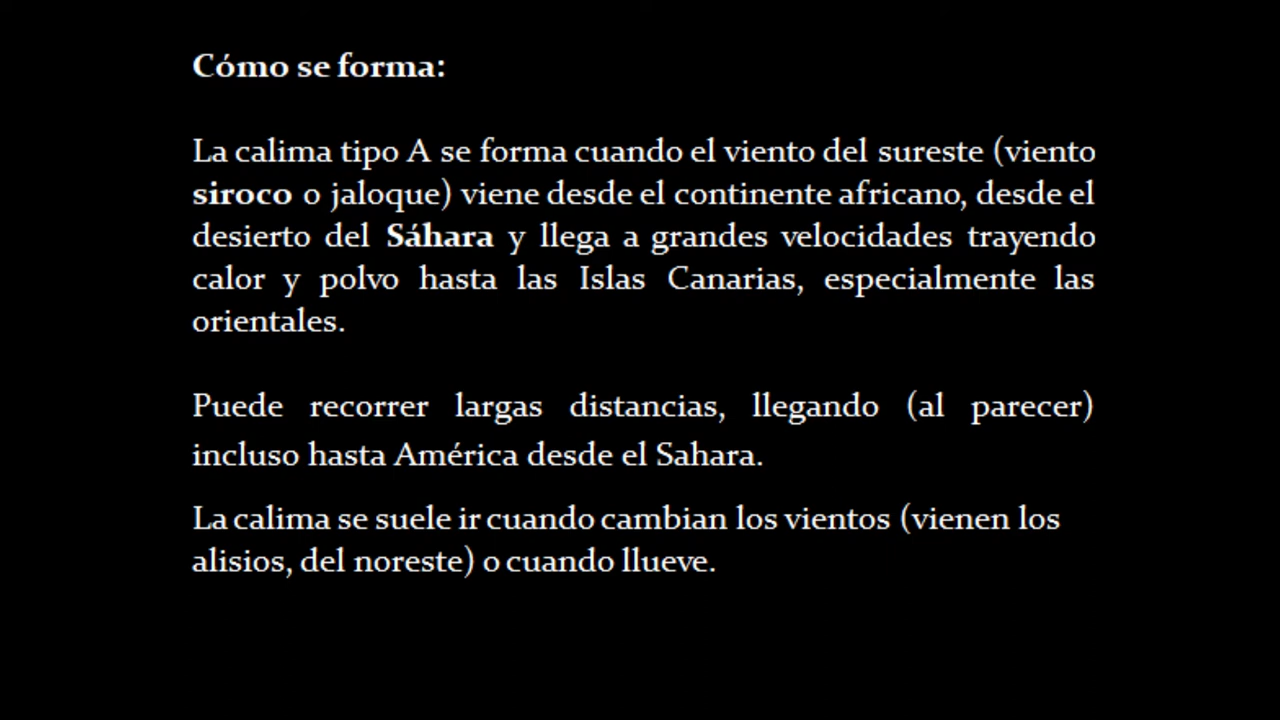 Cómo se forma:
La calima tipo A se forma cuando el viento del sureste (viento
siroco o jaloque) viene desde el continente africano, desde el
desierto del Sáhara y llega a grandes velocidades trayendo
calor y polvo hasta las Islas Canarias, especialmente las
orientales.
Puede recorrer largas distancias, llegando (al parecer)
incluso hasta América desde el Sahara.
La calima se suele ir cuando cambian los vientos (vienen los
alisios, del noreste) o cuando llueve.